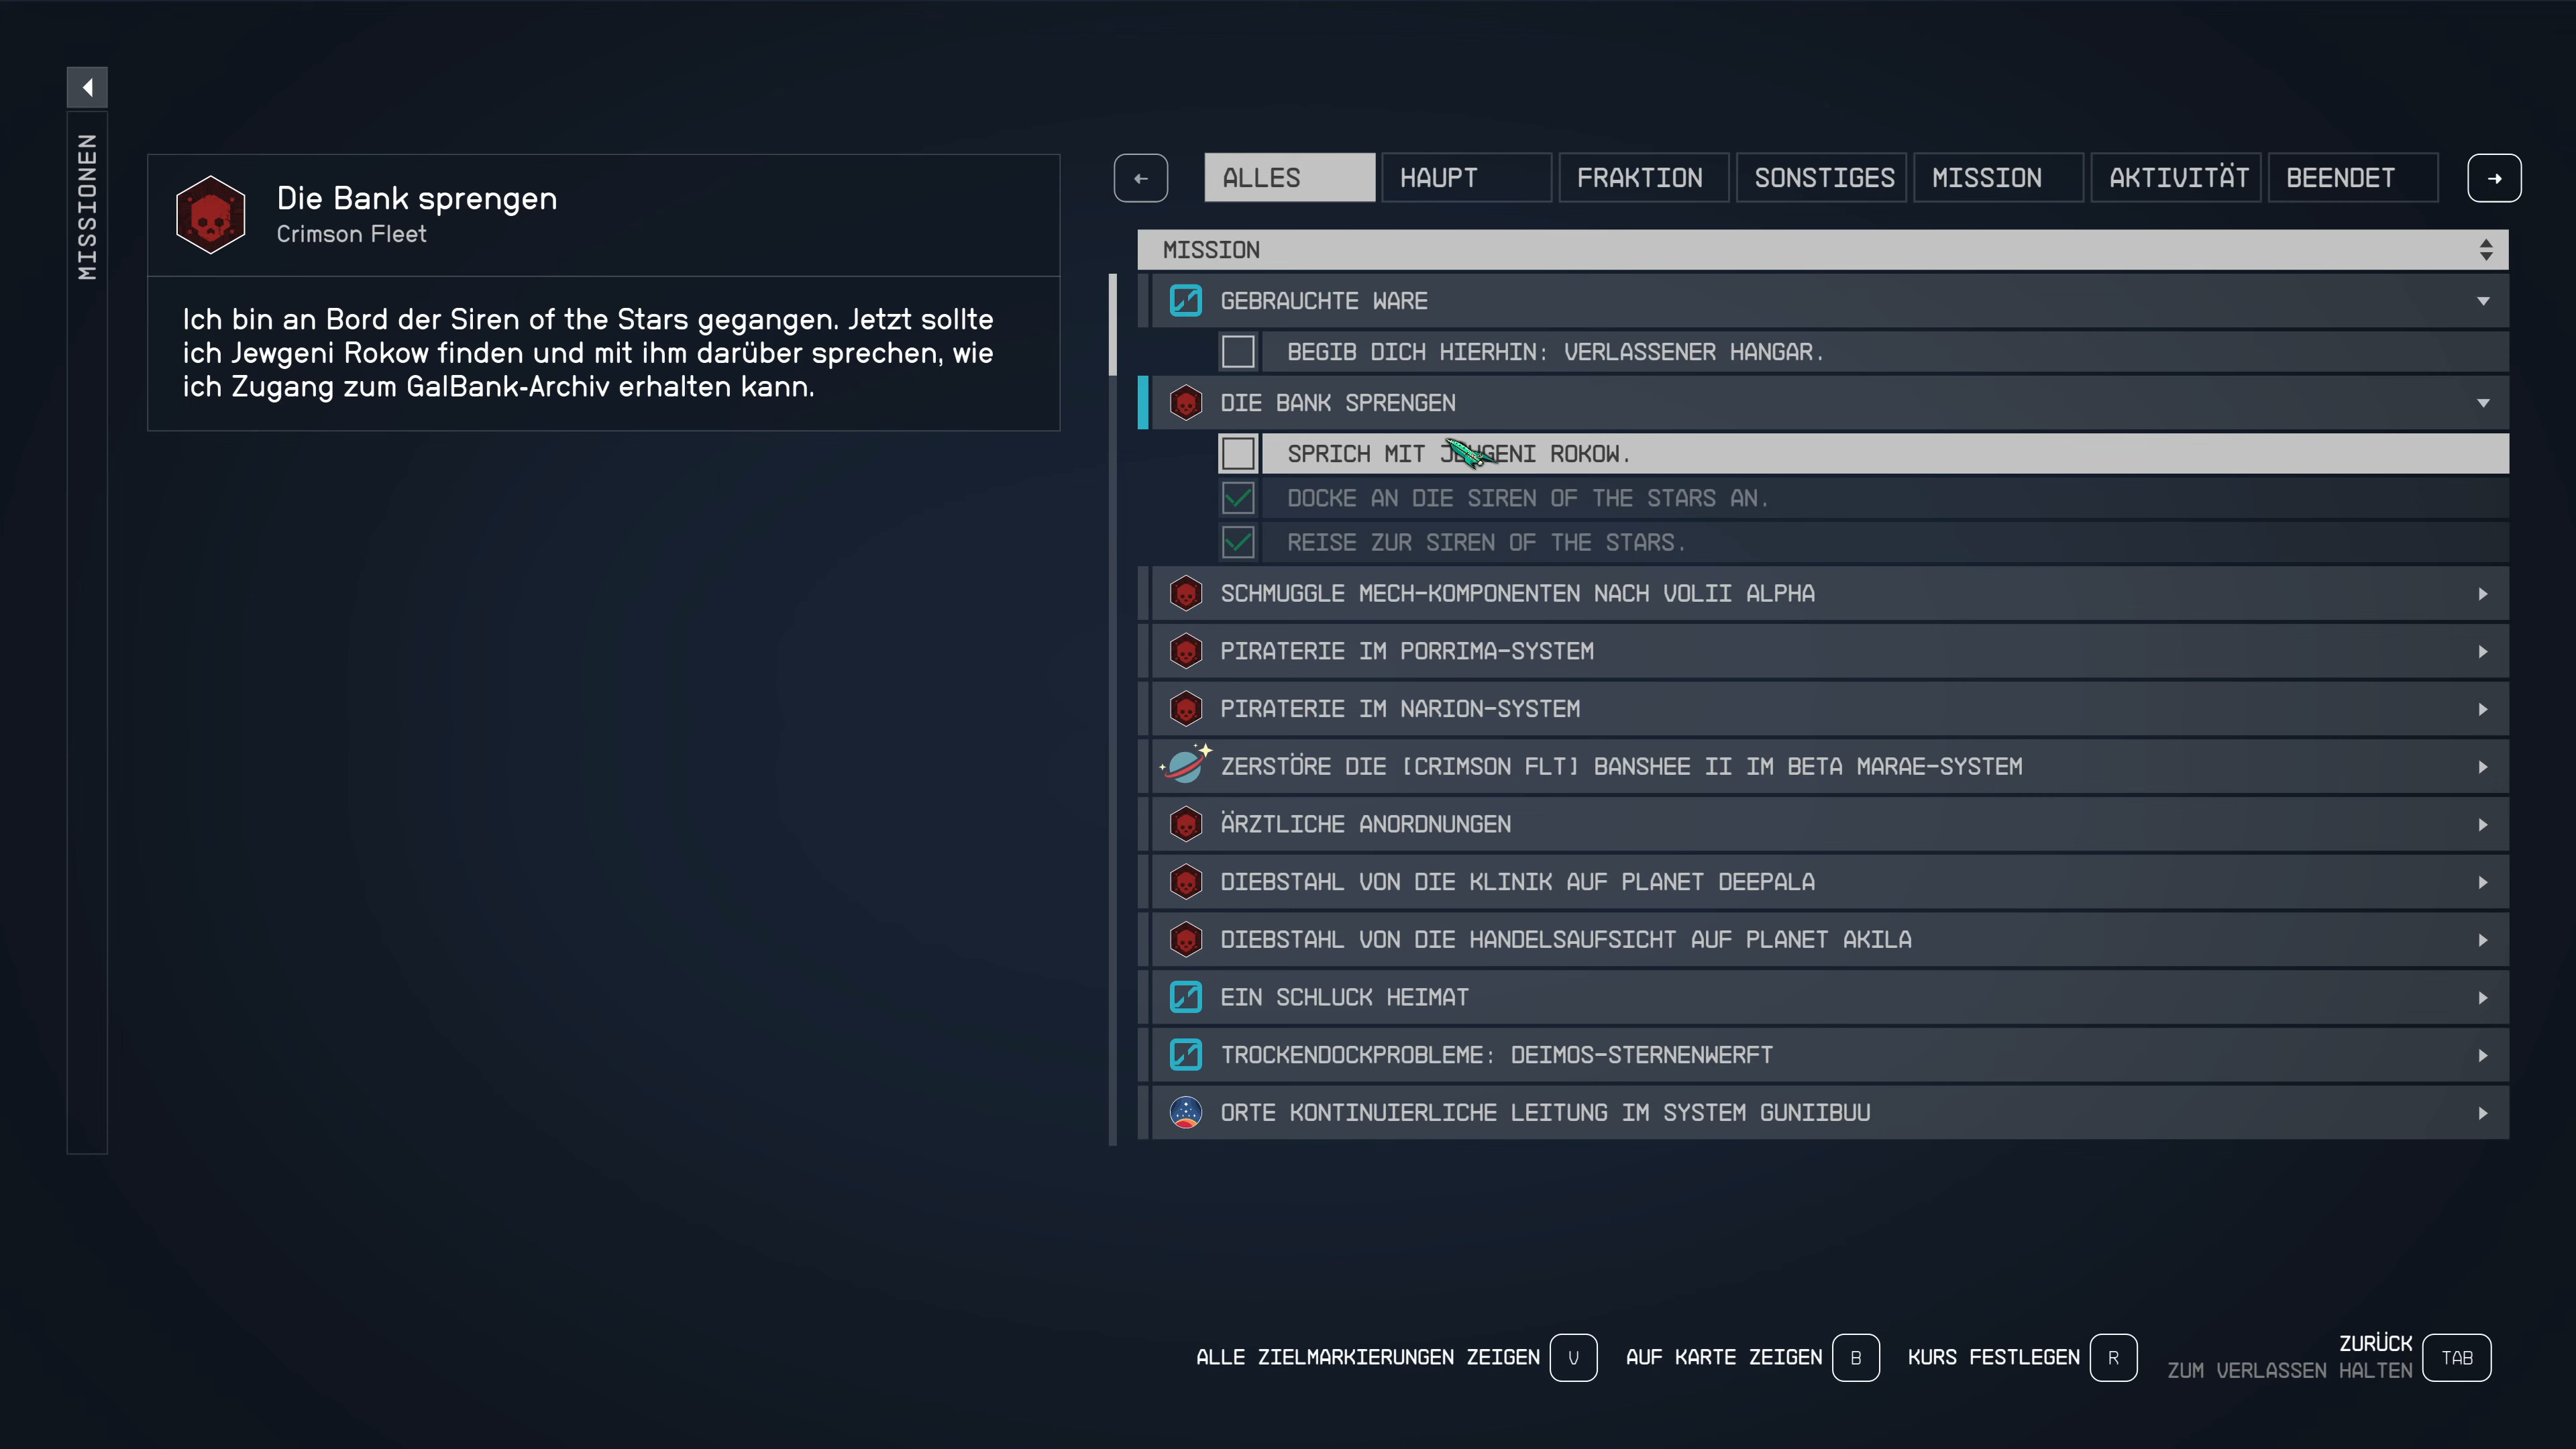 MISSIONEN
Die Bank sprengen
Crimson Fleet
Ich bin an Bord der Siren of the Stars gegangen. Jetzt sollte
ich Jewgeni Rokow finden und mit ihm darüber sprechen, wie
ich Zugang zum GalBank-Archiv erhalten kann.
ALLES HAUPT FRAKTION SONSTIGES MISSION AKTIVITÄT BEENDET
MISSION
GEBRAUCHTE WARE
BEGIB DICH HIERHIN: VERLASSENER HANGAR.
DIE BANK SPRENGEN
SPRICH MIT JEWGENI ROKOW.
DOCKE AN DIE SIREN OF THE STARS AN.
REISE ZUR SIREN OF THE STARS.
SCHMUGGLE MECH-KOMPONENTEN NACH VOLII ALPHA
PIRATERIE IM PORRIMA-SYSTEM
PIRATERIE IM NARION-SYSTEM
ZERSTÖRE DIE [CRIMSON FLT] BANSHEE II IM BETA MARAE-SYSTEM
ÄRZTLICHE ANORDNUNGEN
DIEBSTAHL VON DIE KLINIK AUF PLANET DEEPALA
DIEBSTAHL VON DIE HANDELSAUFSICHT AUF PLANET AKILA
EIN SCHLUCK HEIMAT
TROCKENDOCKPROBLEME: DEIMOS-STERNENWERFT
ORTE KONTINUIERLICHE LEITUNG IM SYSTEM GUNIIBUU
ALLE ZIELMARKIERUNGEN ZEIGEN V AUF KARTE ZEIGEN B KURS FESTLEGEN R ZURÜCK TAB
ZUM VERLASSEN HALTEN